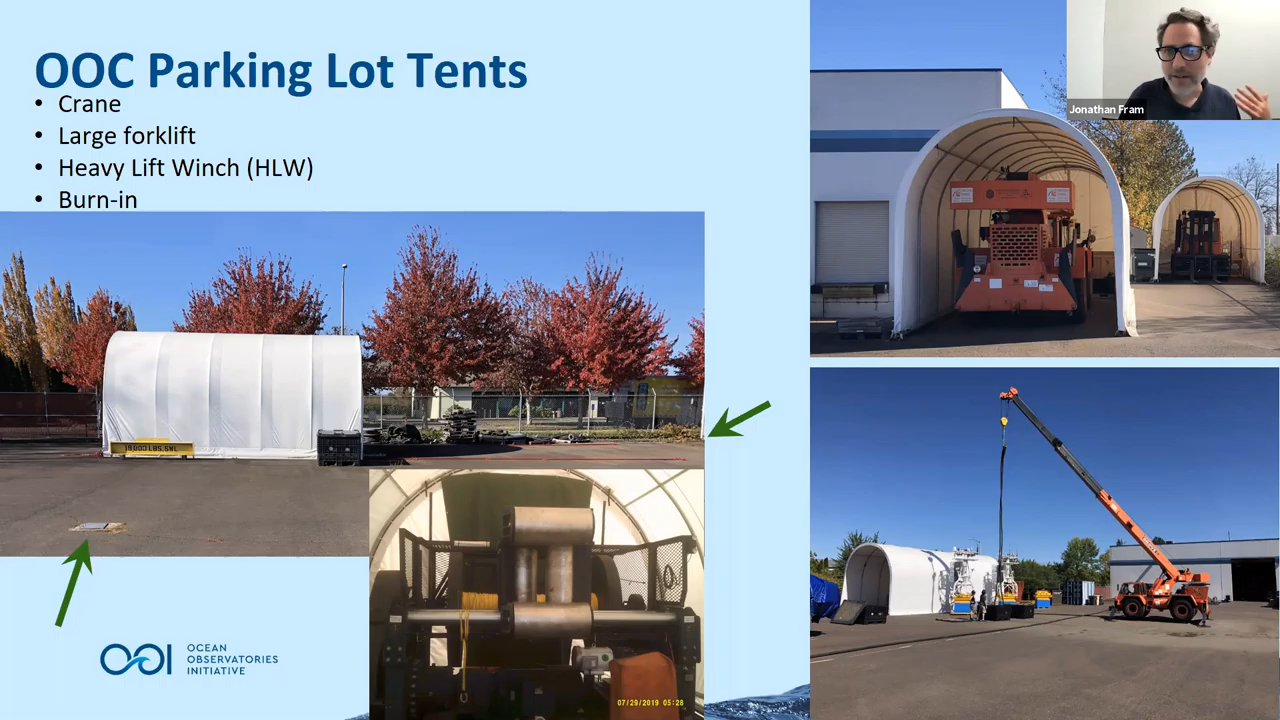 OOC Parking Lot Tents
• Crane
• Large forklift
• Heavy Lift Winch (HLW)
• Burn-in
Jonathan Fram
OOI
OCEAN
OBSERVATORIES
INITIATIVE
07/29/2019 05:28